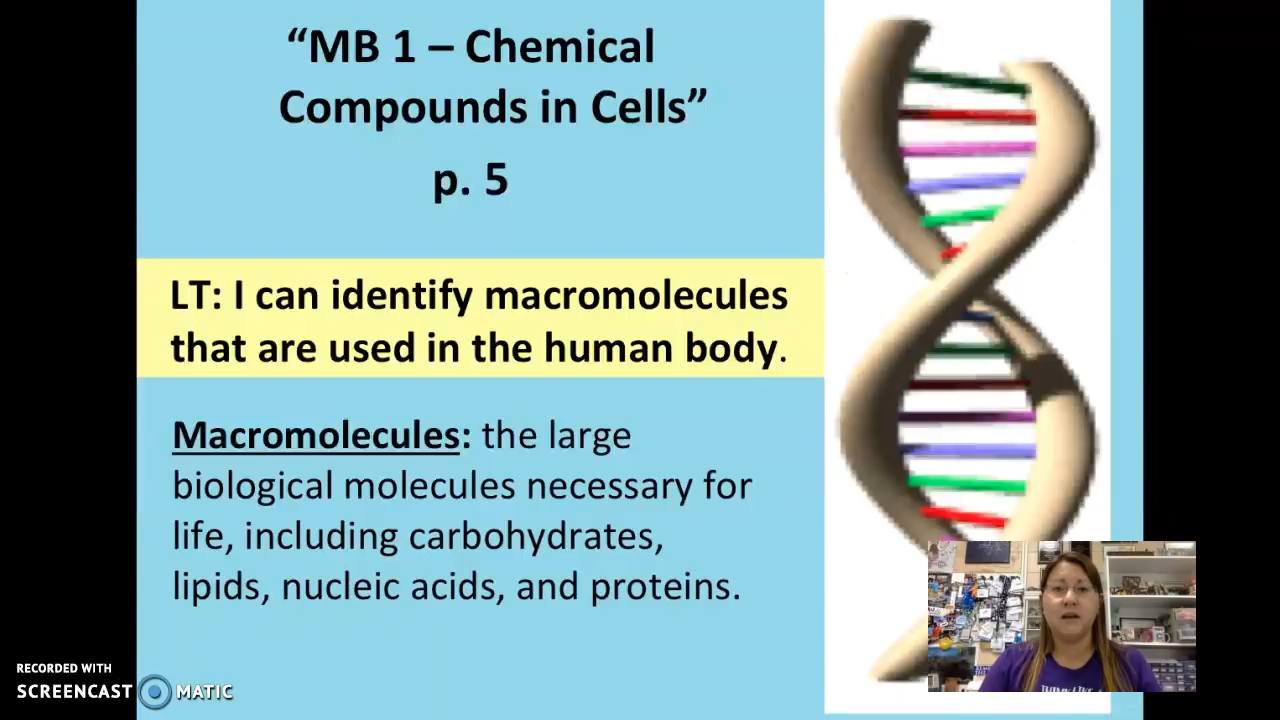 “MB 1 – Chemical
Compounds in Cells”
p. 5
LT: I can identify macromolecules
that are used in the human body.
Macromolecules: the large
biological molecules necessary for
life, including carbohydrates,
lipids, nucleic acids, and proteins.
RECORDED WITH
SCREENCAST MATIC